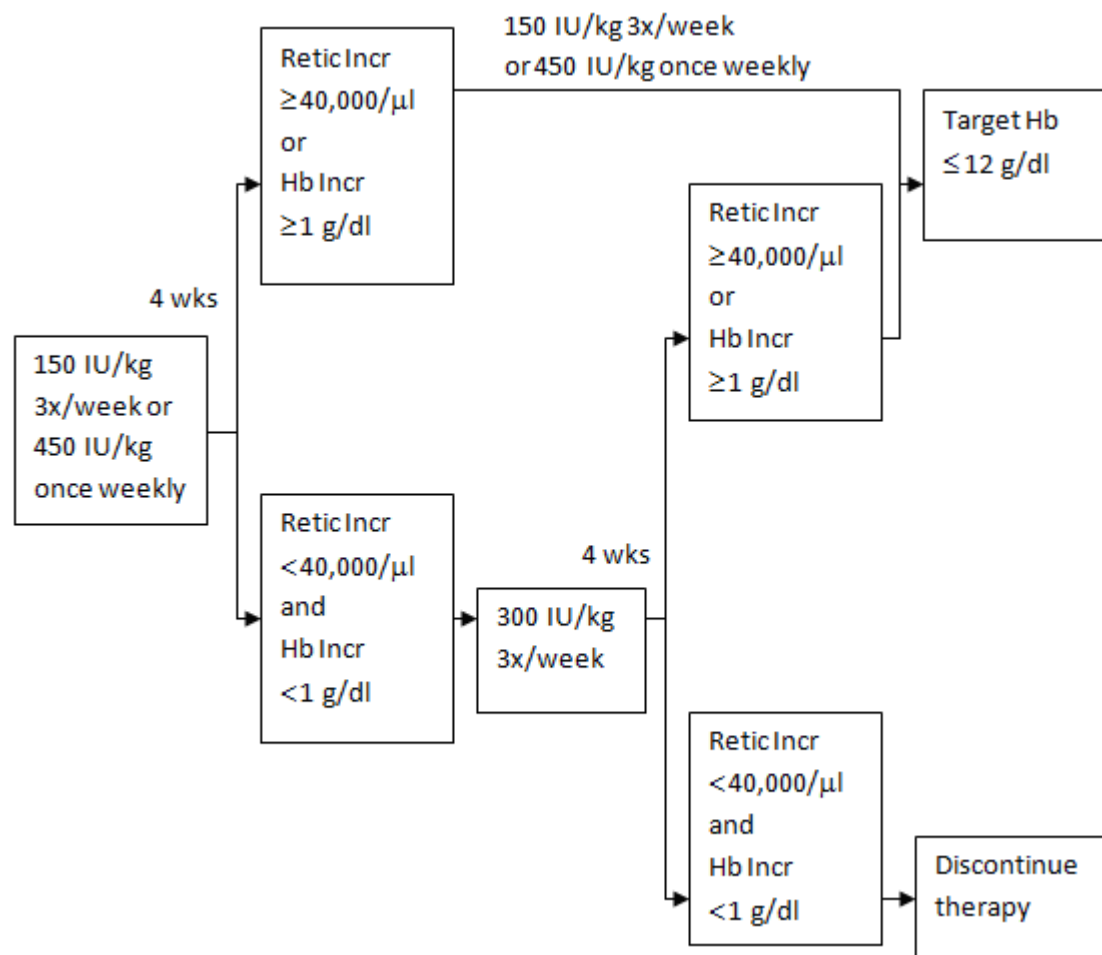 150 IU/kg 3x/week
or 450 IU/kg once weekly
Retic Incr
≥40,000/µl
or
Hb Incr
≥1 g/dl
Target Hb
≤12 g/dl
Retic Incr
≥40,000/µl
or
Hb Incr
≥1 g/dl
4 wks
150 IU/kg
3x/week or
450 IU/kg
once weekly
Retic Incr
<40,000/µl
and
Hb Incr
<1 g/dl
4 wks
300 IU/kg
3x/week
Retic Incr
<40,000/µl
and
Hb Incr
<1 g/dl
Discontinue
therapy